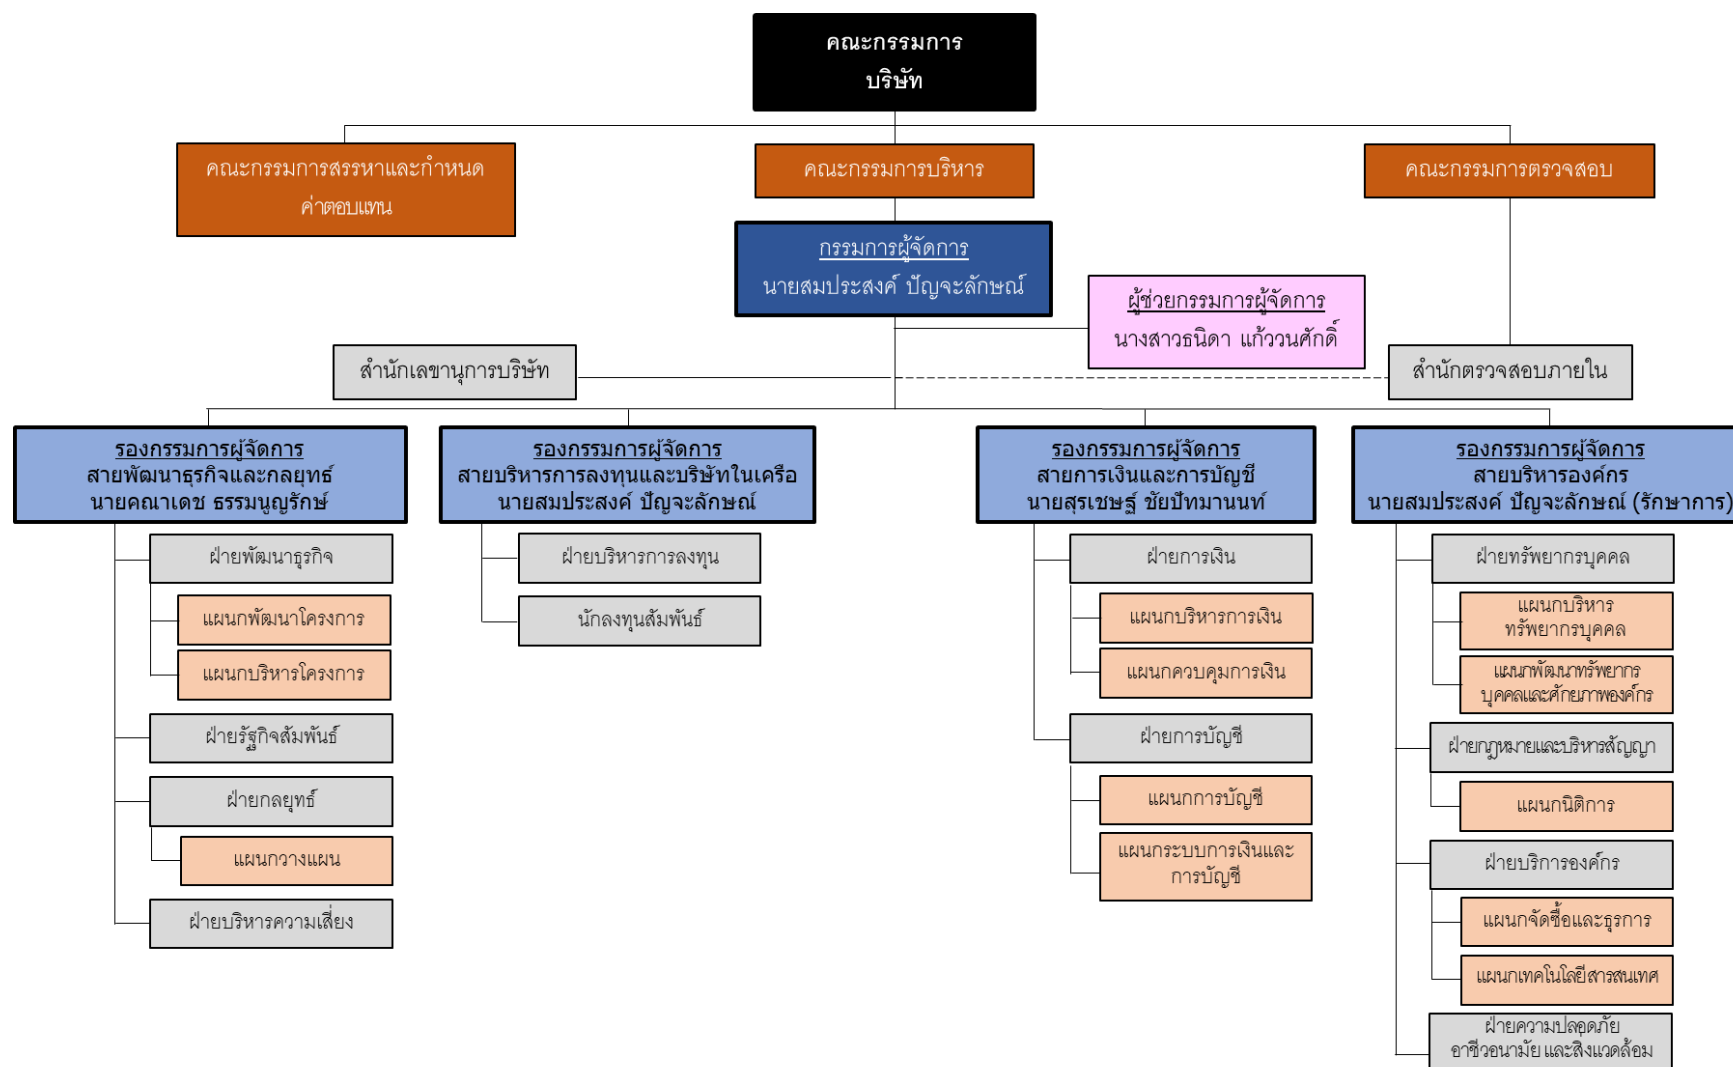 คณะกรรมการ
บริษัท
คณะกรรมการสรรหาและกำหนด
ค่าตอบแทน
คณะกรรมการบริหาร
คณะกรรมการตรวจสอบ
กรรมการผู้จัดการ
นายสมประสงค์ ปัญจะลักษณ์
ผู้ช่วยกรรมการผู้จัดการ
นางสาวธนิดา แก้ววนศักดิ์
สำนักเลขานุการบริษัท
สำนักตรวจสอบภายใน
รองกรรมการผู้จัดการ
สายพัฒนาธุรกิจและกลยุทธ์
นายคณาเดช ธรรมนูญรักษ์
ฝ่ายพัฒนาธุรกิจ
แผนกพัฒนาโครงการ
แผนกบริหารโครงการ
ฝ่ายรัฐกิจสัมพันธ์
ฝ่ายกลยุทธ์
แผนกวางแผน
ฝ่ายบริหารความเสี่ยง
รองกรรมการผู้จัดการ
สายบริหารการลงทุนและบริษัทในเครือ
นายสมประสงค์ ปัญจะลักษณ์
ฝ่ายบริหารการลงทุน
นักลงทุนสัมพันธ์
รองกรรมการผู้จัดการ
สายการเงินและการบัญชี
นายสุรเชษฐ์ ชัยปัทมานนท์
ฝ่ายการเงิน
แผนกบริหารการเงิน
แผนกควบคุมการเงิน
ฝ่ายการบัญชี
แผนกการบัญชี
แผนกระบบการเงินและ
การบัญชี
รองกรรมการผู้จัดการ
สายบริหารองค์กร
นายสมประสงค์ ปัญจะลักษณ์ (รักษาการ)
ฝ่ายทรัพยากรบุคคล
แผนกบริหาร
ทรัพยากรบุคคล
แผนกพัฒนาทรัพยากร
บุคคลและศักยภาพองค์กร
ฝ่ายกฎหมายและบริหารสัญญา
แผนกนิติการ
ฝ่ายบริการองค์กร
แผนกจัดซื้อและธุรการ
แผนกเทคโนโลยีสารสนเทศ
ฝ่ายความปลอดภัย
อาชีวอนามัย และสิ่งแวดล้อม